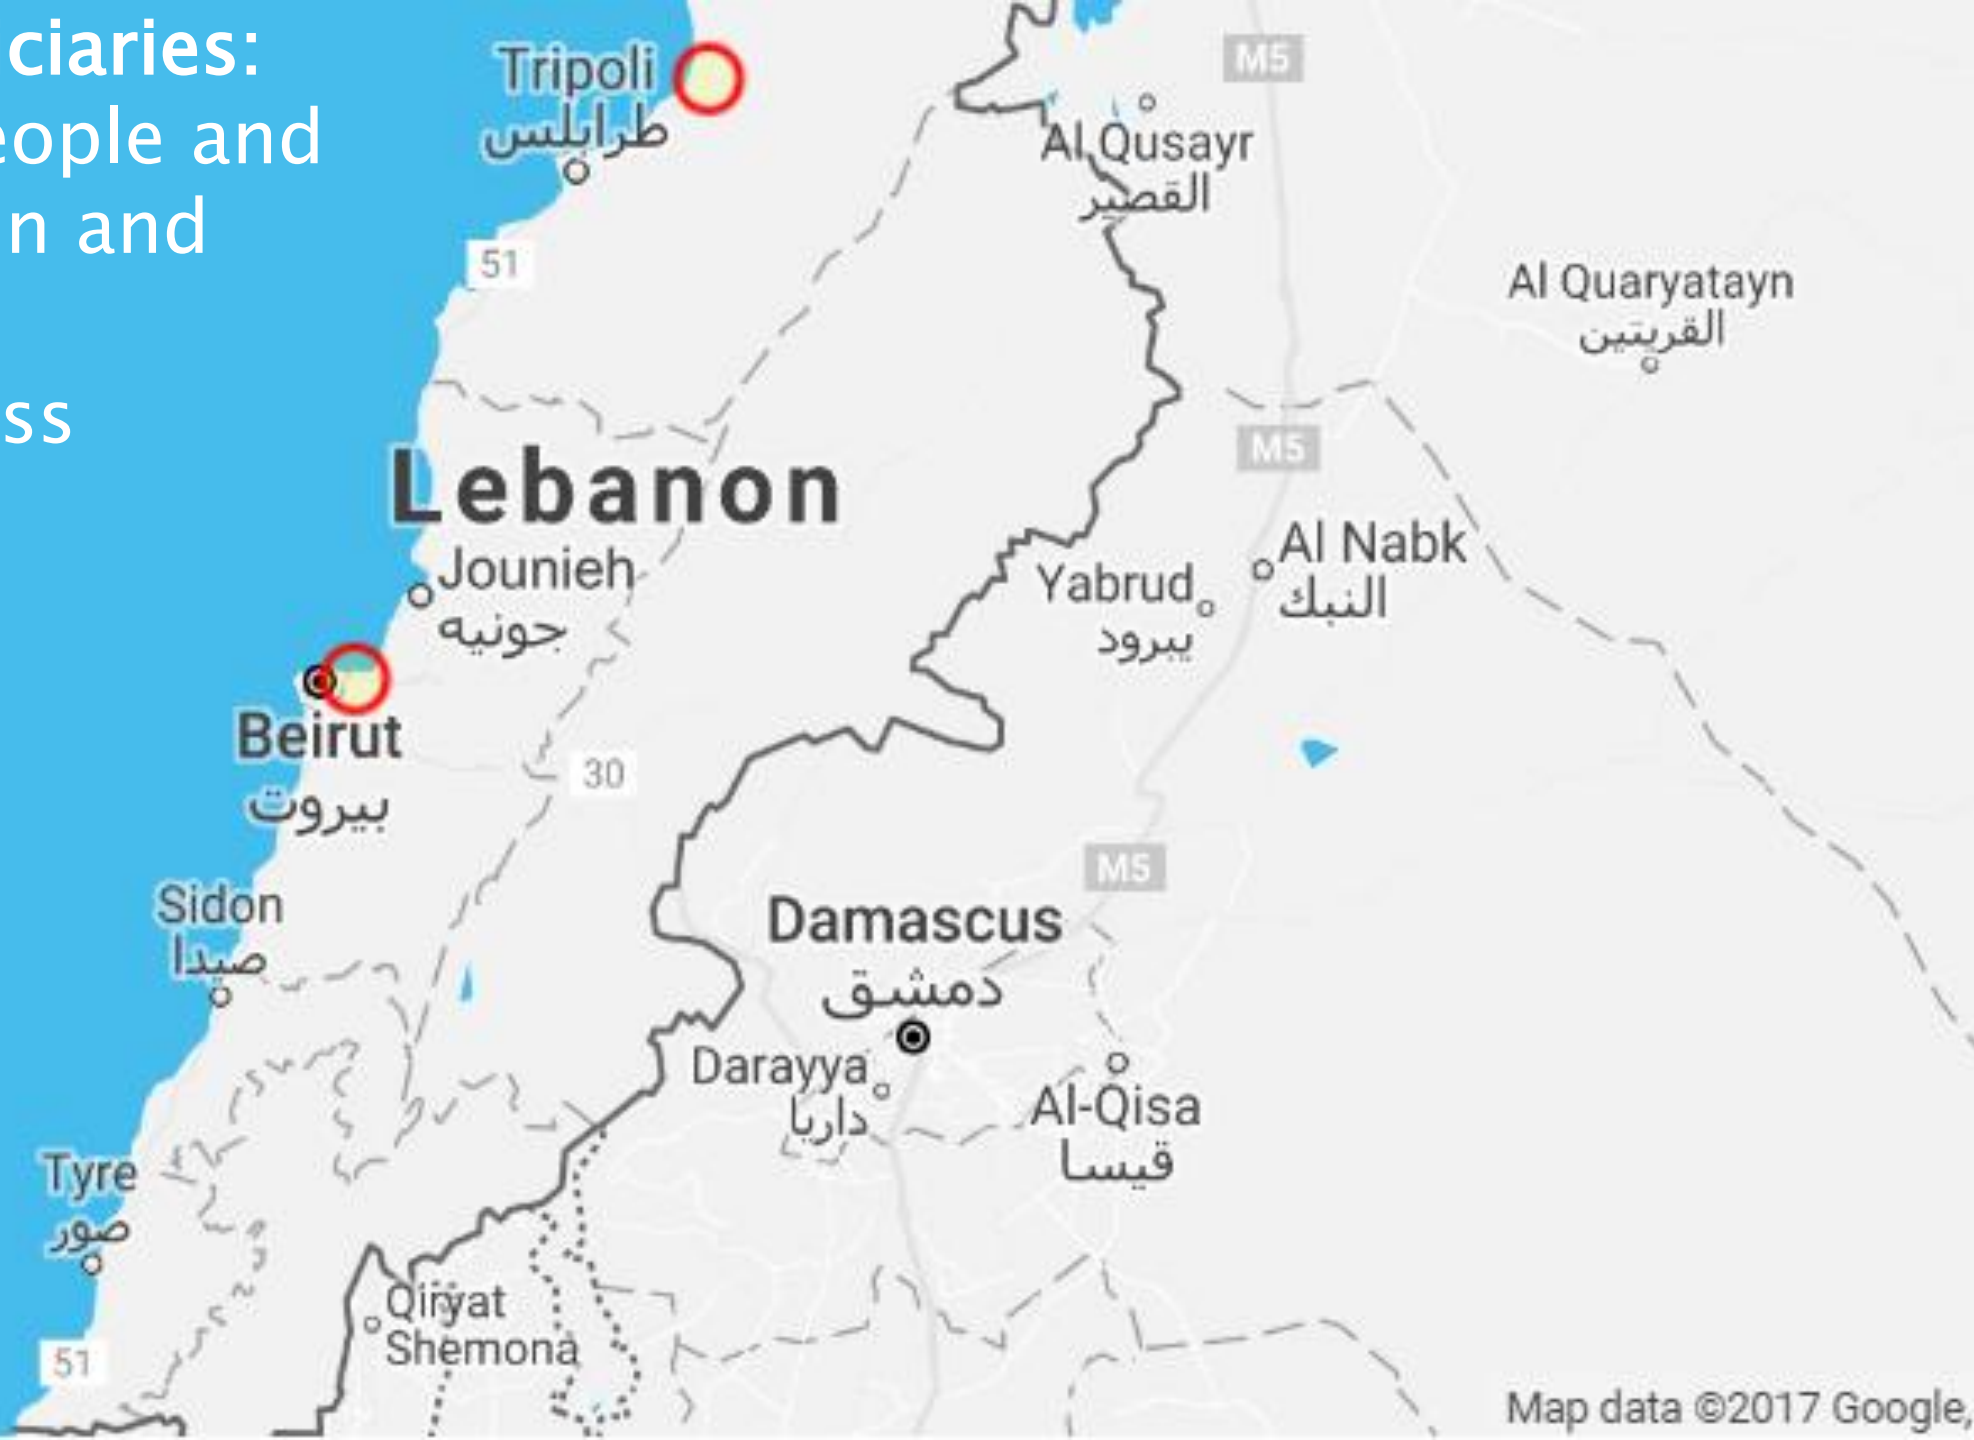 ciaries:
eople and
n and
ss
Tripoli
طرابلس
M5
Al Qusayr
القصير
51
Al Quaryatayn
القريتين
M5
Lebanon
Jounieh
جونيه
Yabrud
يبرود
Al Nabk
النبك
Beirut
بيروت
30
M5
Sidon
صيدا
Damascus
دمشق
Darayya
داريا
Al-Qisa
قيسا
Tyre
صور
Qiryat
Shemona
51
Map data ©2017 Google,